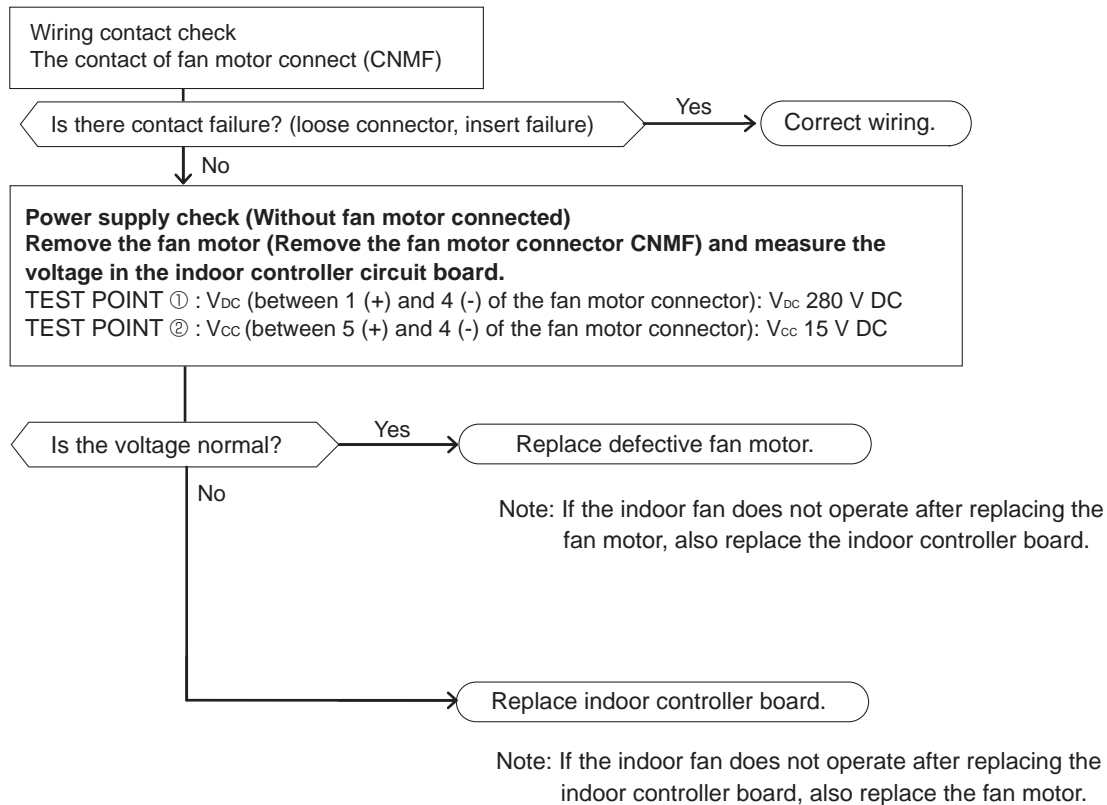 Wiring contact check
The contact of fan motor connect (CNMF)
Is there contact failure? (loose connector, insert failure)
Yes
Correct wiring.
No
Power supply check (Without fan motor connected)
Remove the fan motor (Remove the fan motor connector CNMF) and measure the
voltage in the indoor controller circuit board.
TEST POINT ① : VDC (between 1 (+) and 4 (-) of the fan motor connector): VDC 280 V DC
TEST POINT ② : VCC (between 5 (+) and 4 (-) of the fan motor connector): VCC 15 V DC
Is the voltage normal?
Yes
Replace defective fan motor.
No
Note: If the indoor fan does not operate after replacing the
fan motor, also replace the indoor controller board.
Replace indoor controller board.
Note: If the indoor fan does not operate after replacing the
indoor controller board, also replace the fan motor.